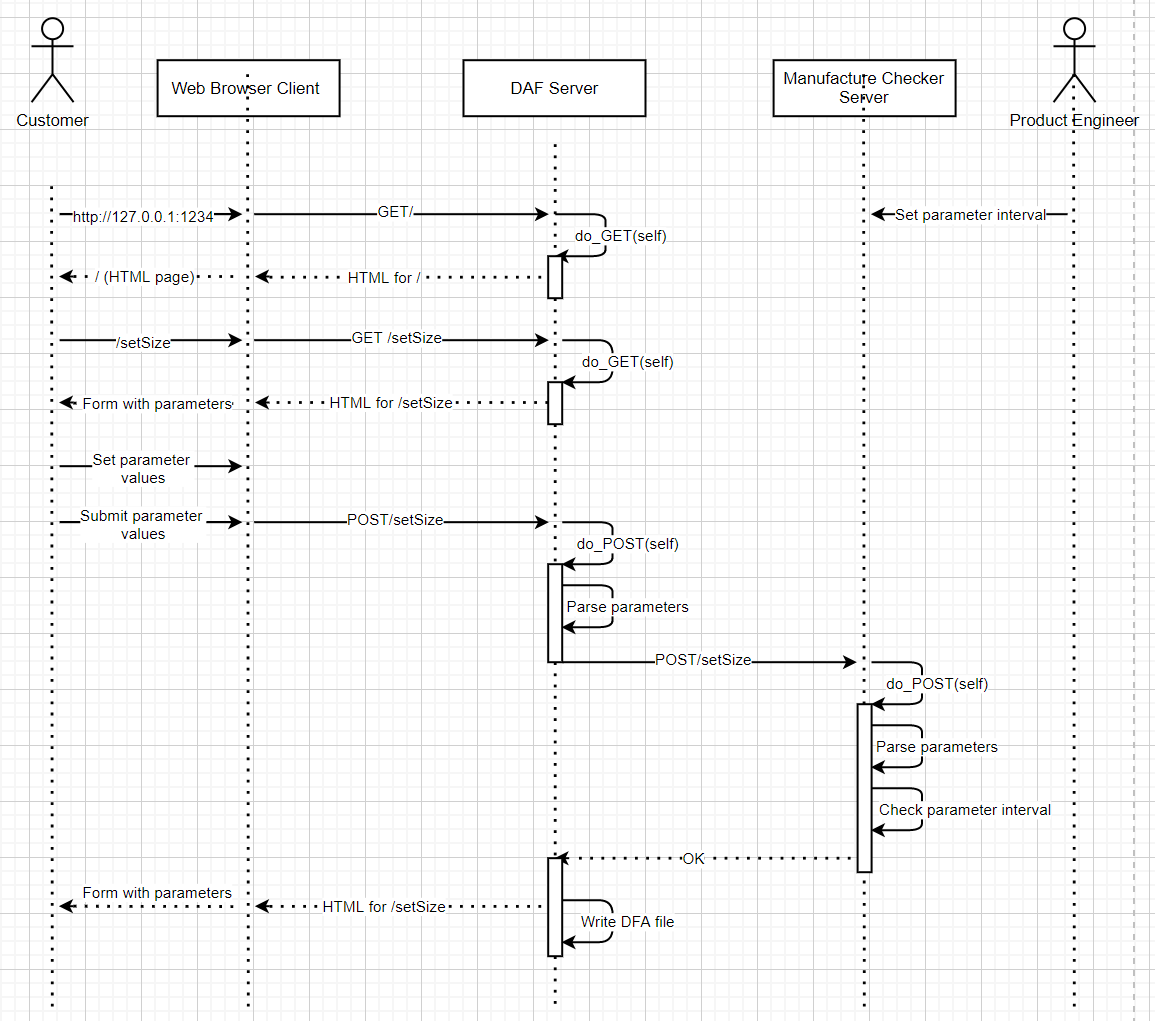 Customer
Web Browser Client
DAF Server
Manufacture Checker
Server
Product Engineer
http://127.0.0.1:1234
GET/
do_GET(self)
Set parameter interval
/ (HTML page)
HTML for /
/setSize
GET /setSize
do_GET(self)
Form with parameters
HTML for /setSize
Set parameter
values
Submit parameter
values
POST/setSize
do_POST(self)
Parse parameters
POST/setSize
do_POST(self)
Parse parameters
Check parameter interval
OK
Form with parameters
HTML for /setSize
Write DFA file